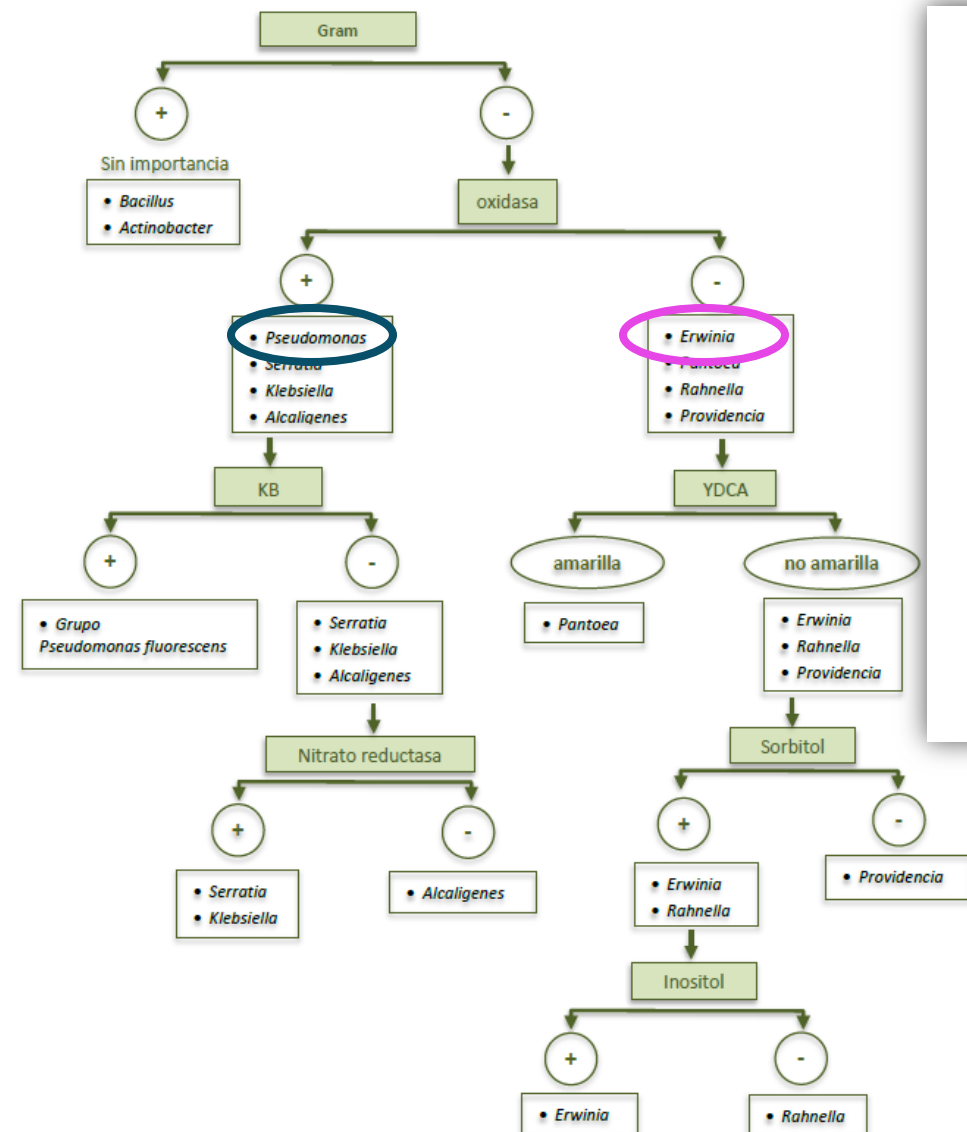 Gram
+
-
Sin importancia
• Bacillus
• Actinobacter
oxidasa
+
-
• Pseudomonas
• Serratia
• Klebsiella
• Alcaligenes
• Erwinia
• Pantoea
• Rahnella
• Providencia
KB
YDCA
+
-
amarilla
no amarilla
• Grupo
Pseudomonas fluorescens
• Serratia
• Klebsiella
• Alcaligenes
• Pantoea
• Erwinia
• Rahnella
• Providencia
Nitrato reductasa
Sorbitol
+
-
+
-
• Serratia
• Klebsiella
• Alcaligenes
• Erwinia
• Rahnella
• Providencia
Inositol
+
-
• Erwinia
• Rahnella